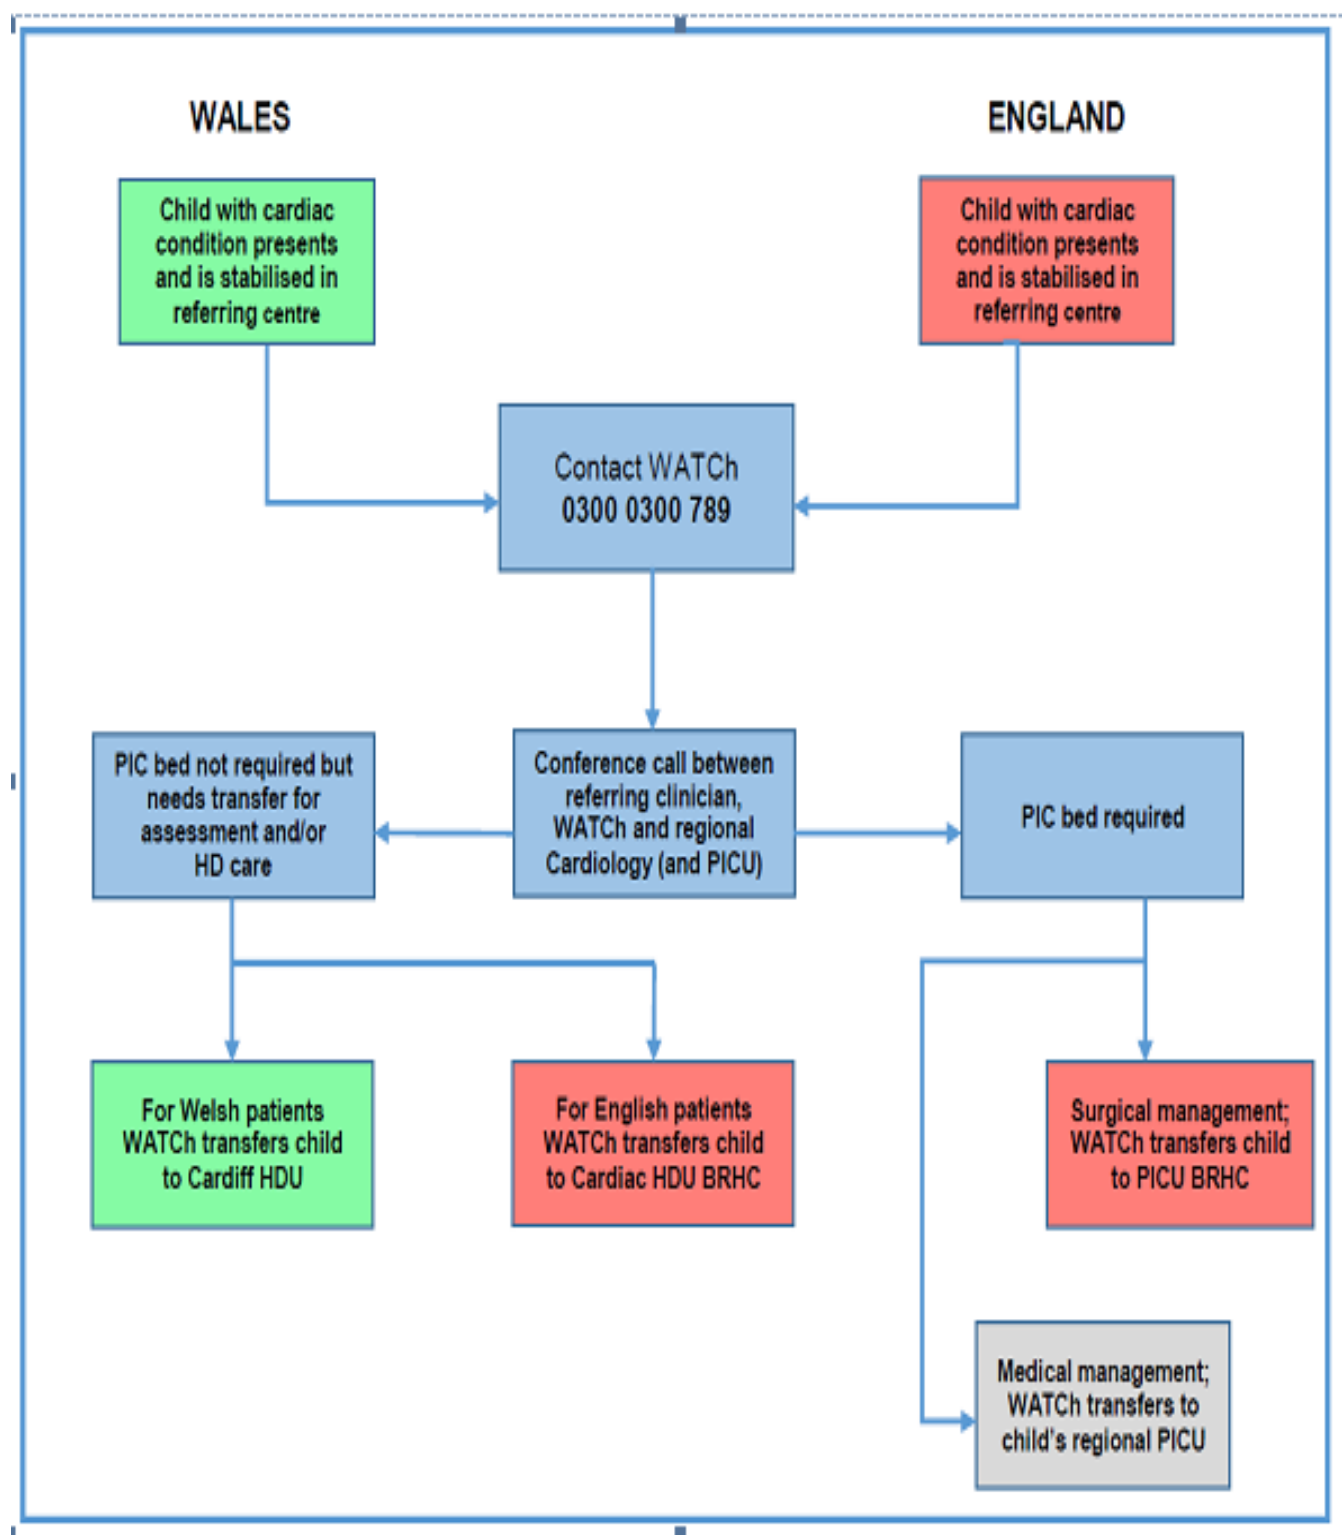 WALES
ENGLAND
Child with cardiac
condition presents
and is stabilised in
referring centre
Child with cardiac
condition presents
and is stabilised in
referring centre
Contact WATCh
0300 0300 789
PIC bed not required but
needs transfer for
assessment and/or
HD care
Conference call between
referring clinician,
WATCh and regional
Cardiology (and PICU)
PIC bed required
For Welsh patients
WATCh transfers child
to Cardiff HDU
For English patients
WATCh transfers child
to Cardiac HDU BRHC
Surgical management;
WATCh transfers child
to PICU BRHC
Medical management;
WATCh transfers to
child's regional PICU